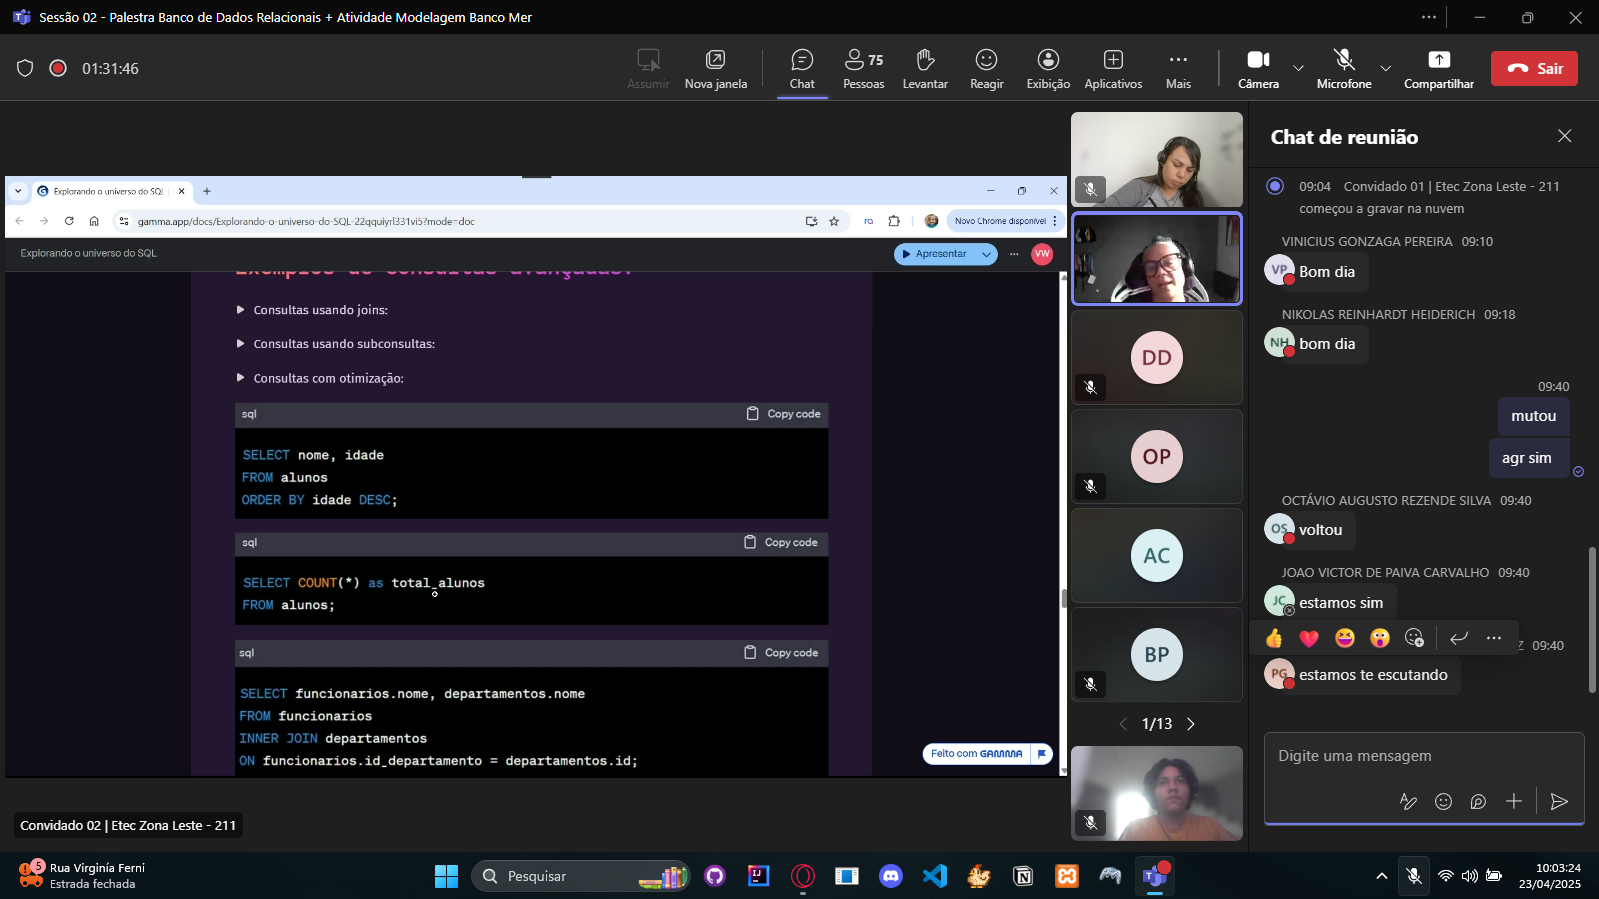 Sessão 02 - Palestra Banco de Dados Relacionais + Atividade Modelagem Banco Mer
01:31:46
Assumir
Nova janela
Chat
75
Pessoas
Levantar
Reagir
Exibição
Aplicativos
Mais
Câmera
Microfone
Compartilhar
Sair
Explorando o universo do SQL
gamma.app/docs/Explorando-o-universo-do-SQL-22qquiyrl331vi5?mode=doc
Novo Chrome disponível
Explorando o universo do SQL
Apresentar
VW
Exemplos de consultas avançadas:
Consultas usando joins:
Consultas usando subconsultas:
Consultas com otimização:
sql
Copy code
SELECT nome, idade
FROM alunos
ORDER BY idade DESC;
sql
Copy code
SELECT COUNT(*) as total_alunos
FROM alunos;
sql
Copy code
SELECT funcionarios.nome, departamentos.nome
FROM funcionarios
INNER JOIN departamentos
ON funcionarios.id_departamento = departamentos.id;
Feito com GAMMA
Convidado 02 | Etec Zona Leste - 211
DD
OP
AC
BP
1/13
Chat de reunião
09:04 Convidado 01 | Etec Zona Leste - 211
começou a gravar na nuvem
VINICIUS GONZAGA PEREIRA 09:10
VP
Bom dia
NIKOLAS REINHARDT HEIDERICH 09:18
NH
bom dia
09:40
mutou
agr sim
OCTÁVIO AUGUSTO REZENDE SILVA 09:40
OS
voltou
JOAO VICTOR DE PAIVA CARVALHO 09:40
JC
estamos sim
Z 09:40
PG
estamos te escutando
Digite uma mensagem
5
Rua Virgínia Ferni
Estrada fechada
Pesquisar
10:03:24
23/04/2025